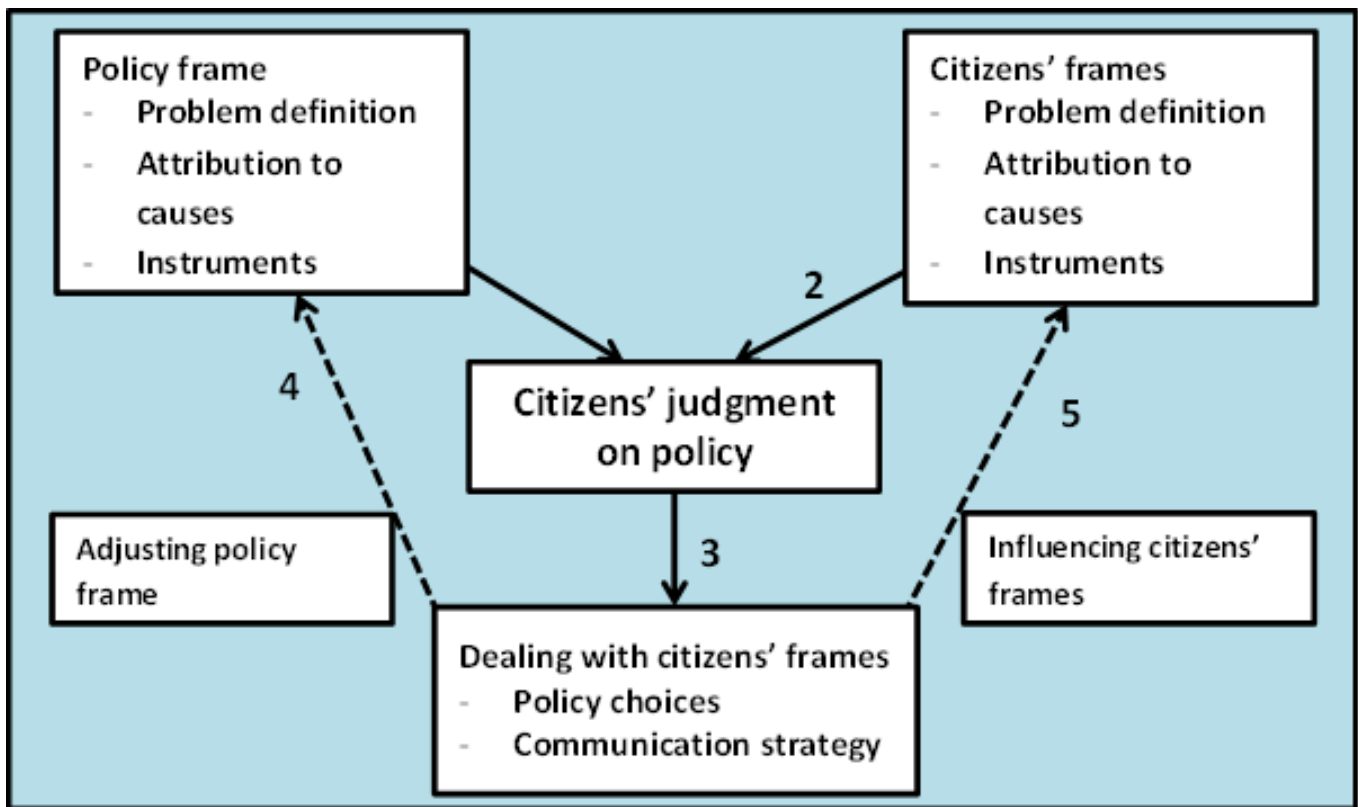 Policy frame
- Problem definition
- Attribution to
causes
- Instruments
Citizens’ frames
- Problem definition
- Attribution to
causes
- Instruments
2
Citizens’ judgment
on policy
4
5
3
Adjusting policy
frame
Influencing citizens’
frames
Dealing with citizens’ frames
- Policy choices
- Communication strategy